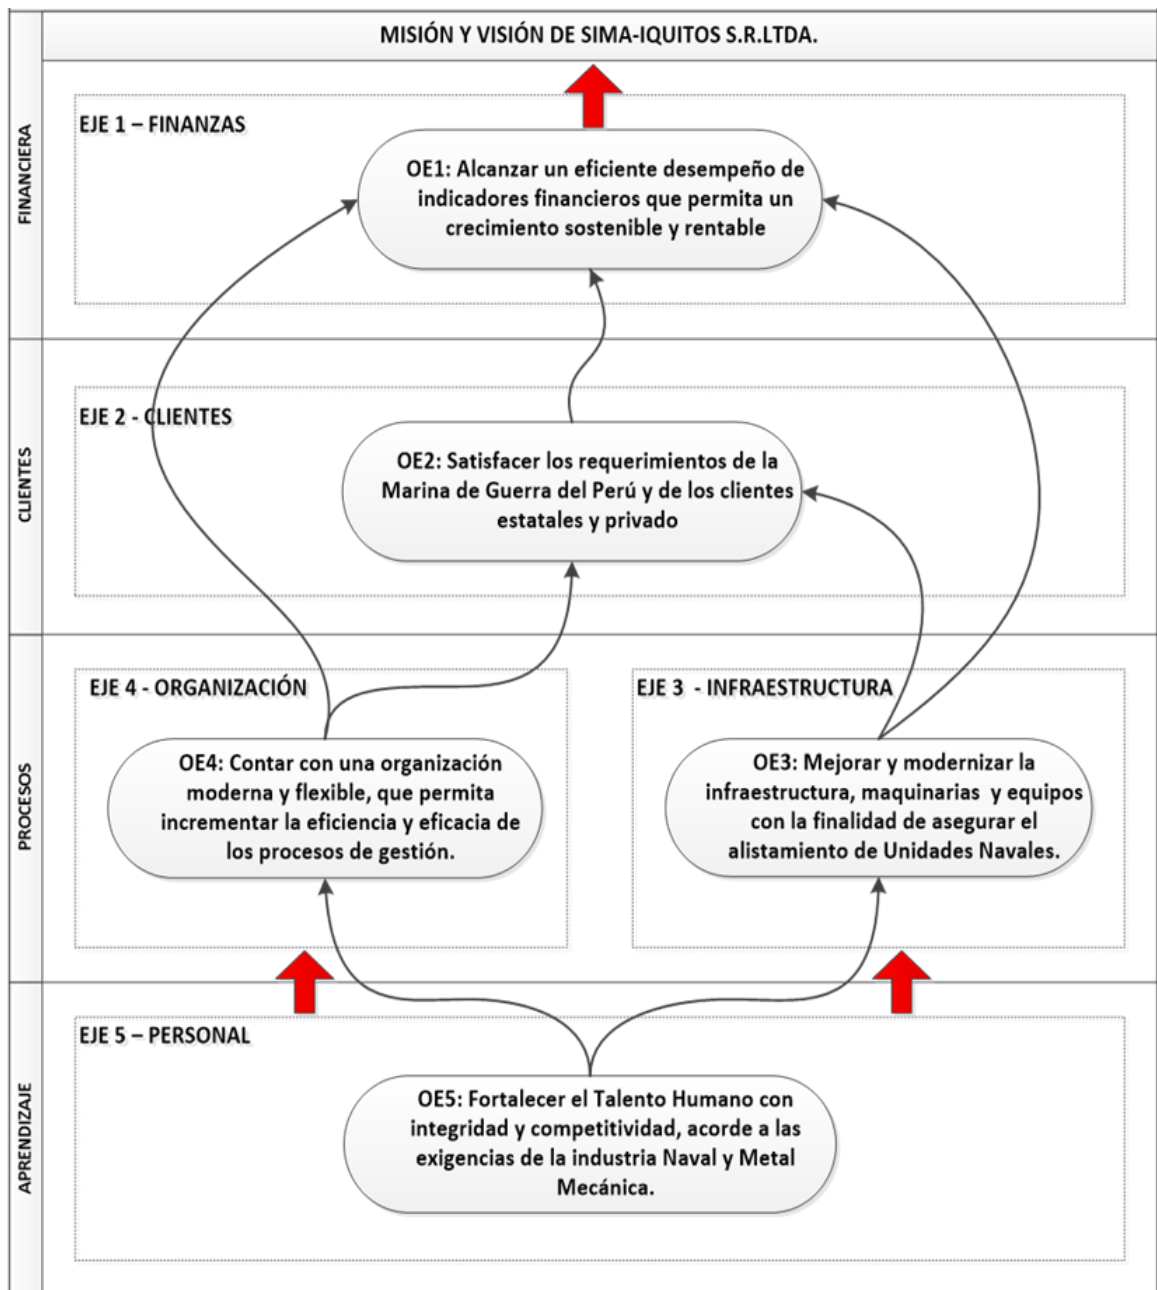 MISIÓN Y VISIÓN DE SIMA-IQUITOS S.R.LTDA.
FINANCIERA
EJE 1 – FINANZAS
OE1: Alcanzar un eficiente desempeño de
indicadores financieros que permita un
crecimiento sostenible y rentable
CLIENTES
EJE 2 - CLIENTES
OE2: Satisfacer los requerimientos de la
Marina de Guerra del Perú y de los clientes
estatales y privado
PROCESOS
EJE 4 - ORGANIZACIÓN
OE4: Contar con una organización
moderna y flexible, que permita
incrementar la eficiencia y eficacia de
los procesos de gestión.
EJE 3 - INFRAESTRUCTURA
OE3: Mejorar y modernizar la
infraestructura, maquinarias y equipos
con la finalidad de asegurar el
alistamiento de Unidades Navales.
APRENDIZAJE
EJE 5 – PERSONAL
OE5: Fortalecer el Talento Humano con
integridad y competitividad, acorde a las
exigencias de la industria Naval y Metal
Mecánica.